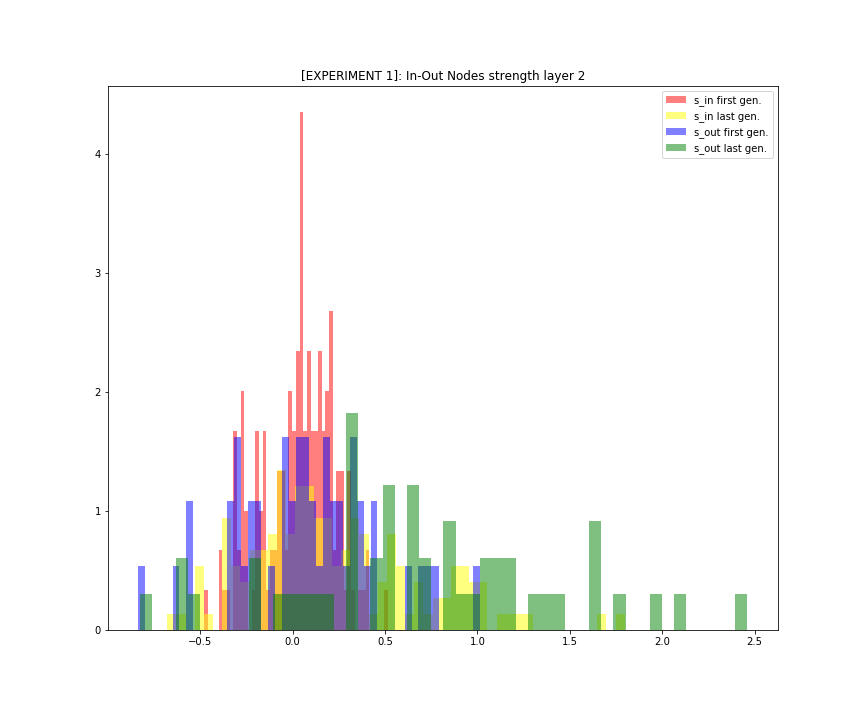 [EXPERIMENT 1]: In-Out Nodes strength layer 2
s_in first gen.
s_in last gen.
s_out first gen.
s_out last gen.
4
3
2
1
0
−0.5 0.0 0.5 1.0 1.5 2.0 2.5